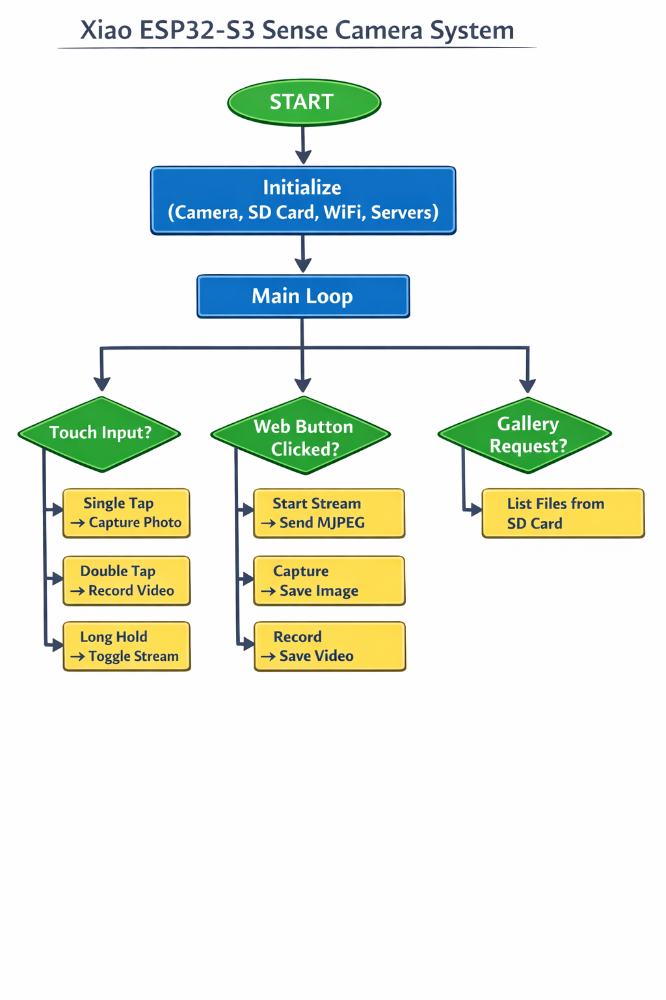 Xiao ESP32-S3 Sense Camera System
START
Initialize
(Camera, SD Card, WiFi, Servers)
Main Loop
Touch Input?
Single Tap
→ Capture Photo
Double Tap
→ Record Video
Long Hold
→ Toggle Stream
Web Button
Clicked?
Start Stream
→ Send MJPEG
Capture
→ Save Image
Record
→ Save Video
Gallery
Request?
List Files from
SD Card